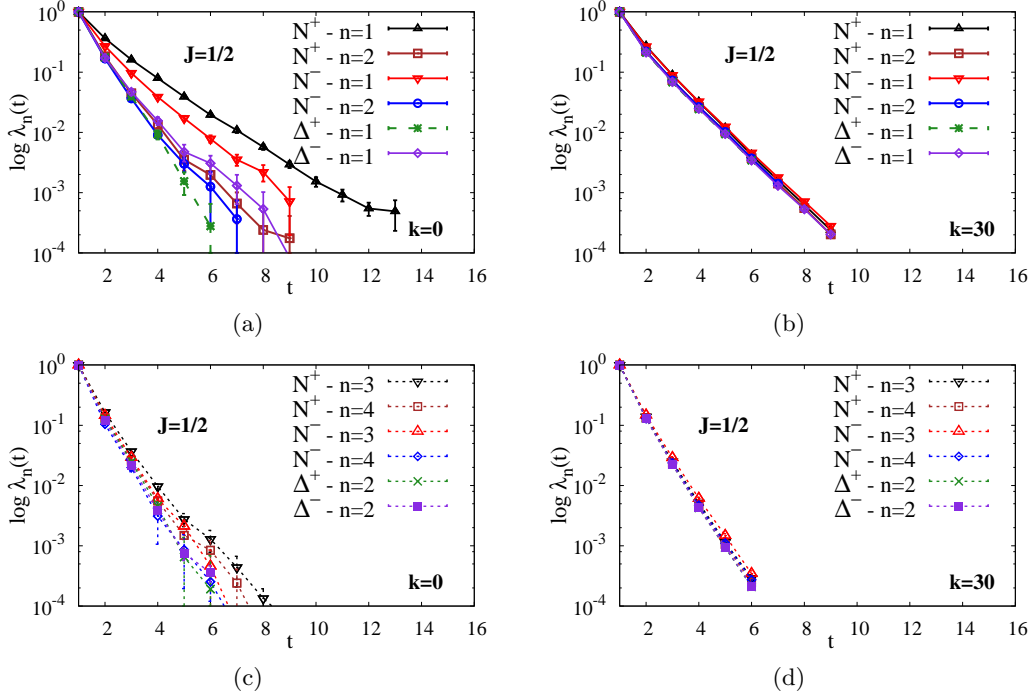 10^0
10^-1
10^-2
10^-3
10^-4
log λ_n(t)
2 4 6 8 10 12 14 16
t
J=1/2
N^+ - n=1
N^+ - n=2
N^- - n=1
N^- - n=2
Δ^+ - n=1
Δ^- - n=1
k=0
(a)
10^0
10^-1
10^-2
10^-3
10^-4
log λ_n(t)
2 4 6 8 10 12 14 16
t
J=1/2
N^+ - n=1
N^+ - n=2
N^- - n=1
N^- - n=2
Δ^+ - n=1
Δ^- - n=1
k=30
(b)
10^0
10^-1
10^-2
10^-3
10^-4
log λ_n(t)
2 4 6 8 10 12 14 16
t
J=1/2
N^+ - n=3
N^+ - n=4
N^- - n=3
N^- - n=4
Δ^+ - n=2
Δ^- - n=2
k=0
(c)
10^0
10^-1
10^-2
10^-3
10^-4
log λ_n(t)
2 4 6 8 10 12 14 16
t
J=1/2
N^+ - n=3
N^+ - n=4
N^- - n=3
N^- - n=4
Δ^+ - n=2
Δ^- - n=2
k=30
(d)